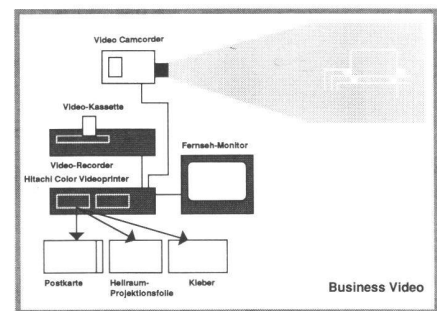 Video Camcorder
Video-Kassette
Video-Recorder
Fernseh-Monitor
Hitachi Color Videoprinter
Postkarte
Hellraum-
Projektionsfolie
Kleber
Business Video